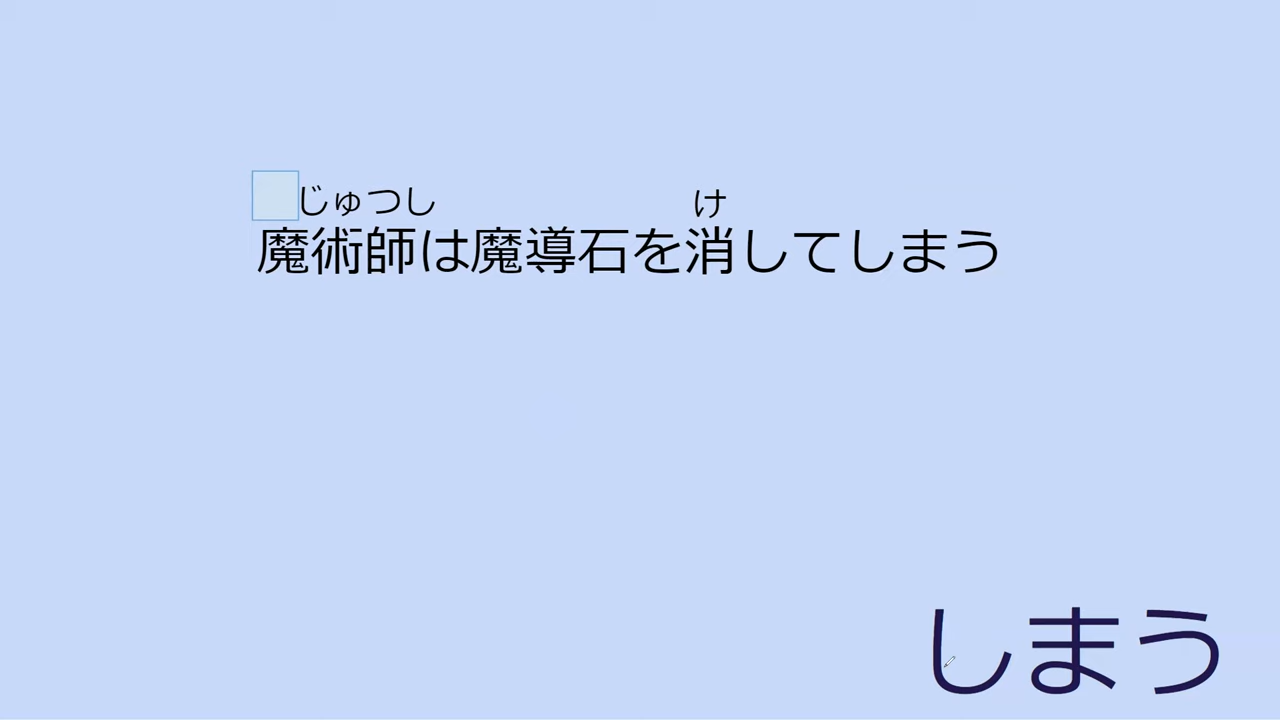 じゅつし け
魔術師は魔導石を消してしまう
しまう